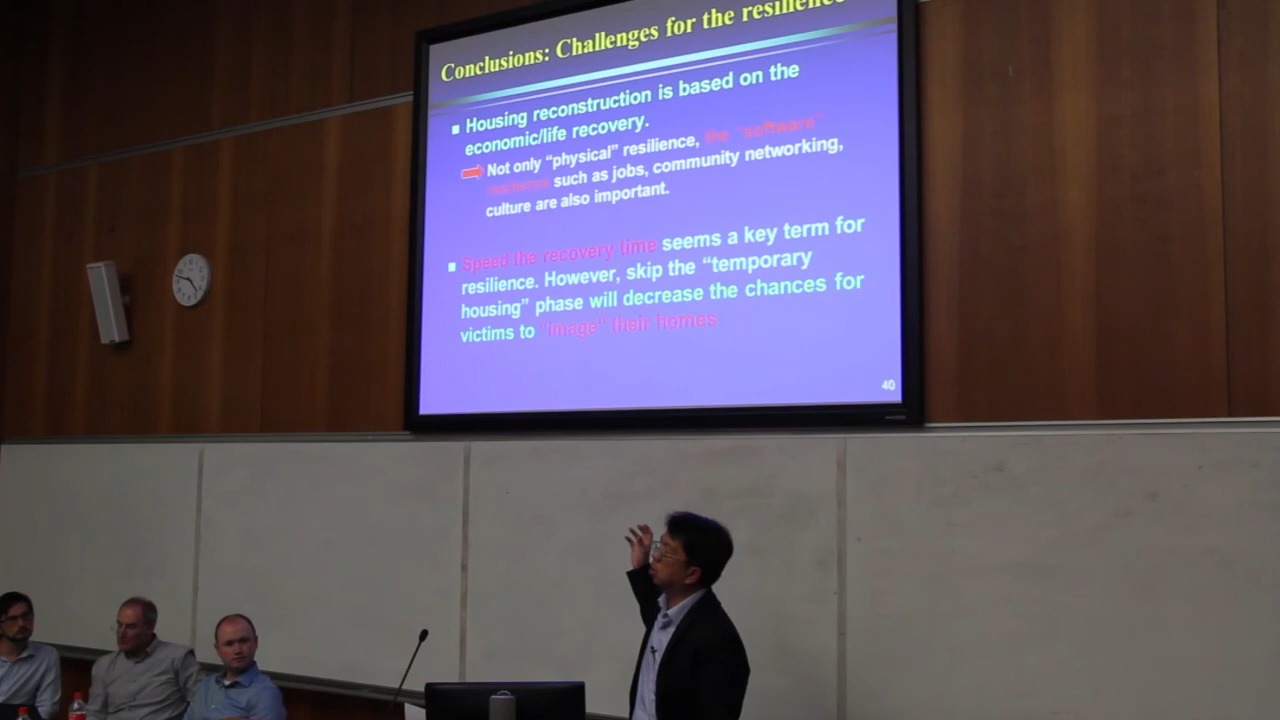 Conclusions: Challenges for the resilience
■ Housing reconstruction is based on the
economic/life recovery.
Not only “physical” resilience, the “software”
resilience such as jobs, community networking,
culture are also important.
■ Speed the recovery time seems a key term for
resilience. However, skip the “temporary
housing” phase will decrease the chances for
victims to “image” their homes.
40